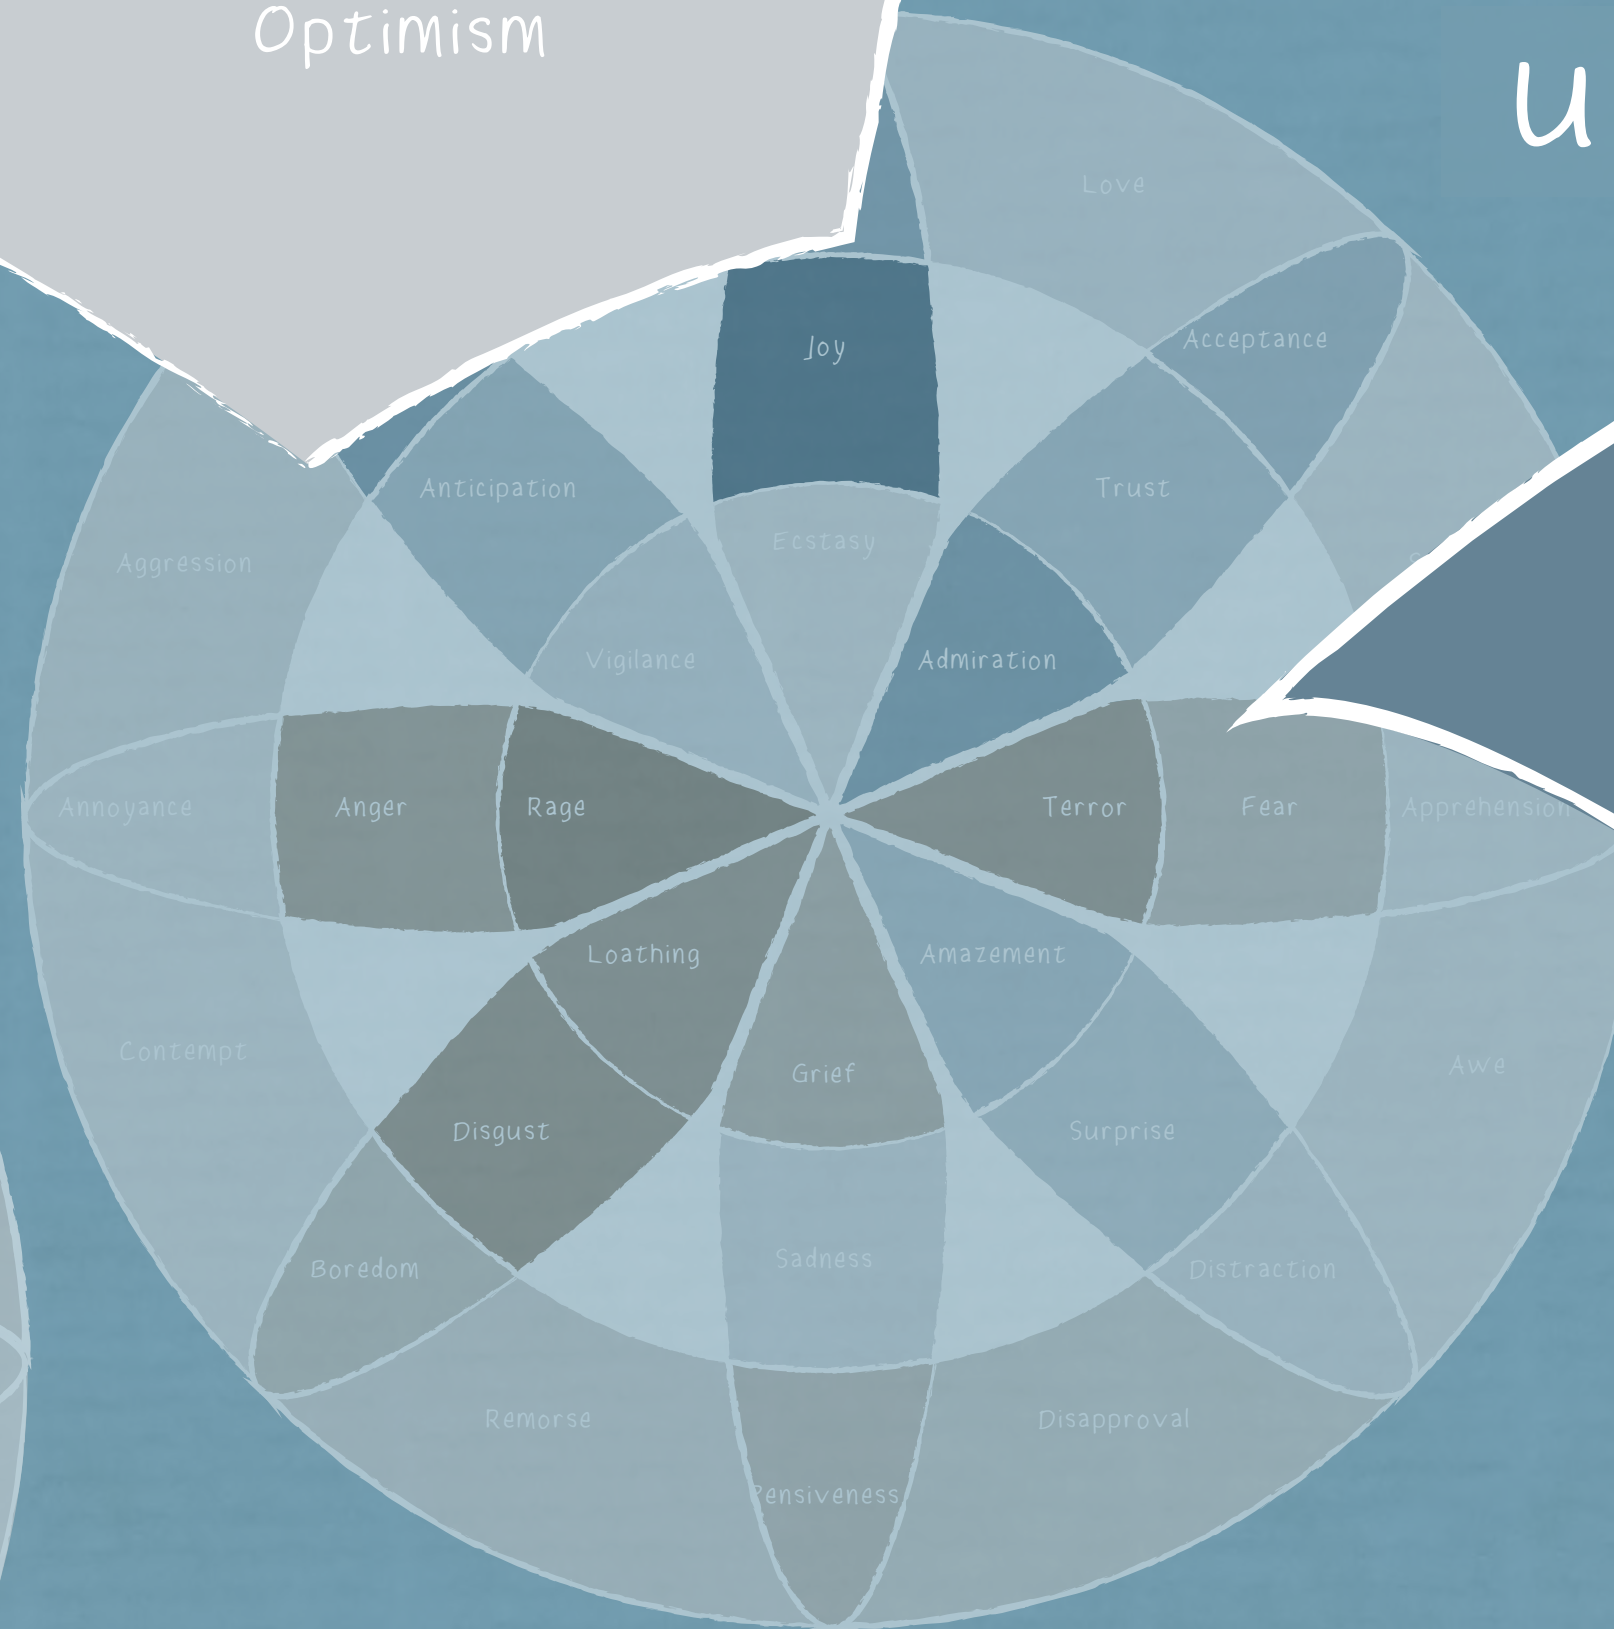 Optimism
U
Love
Acceptance
Joy
Anticipation
Trust
Ecstasy
Aggression
Vigilance
Admiration
Annoyance
Anger
Rage
Terror
Fear
Apprehension
Loathing
Amazement
Contempt
Grief
Awe
Disgust
Surprise
Boredom
Sadness
Distraction
Remorse
Disapproval
Pensiveness